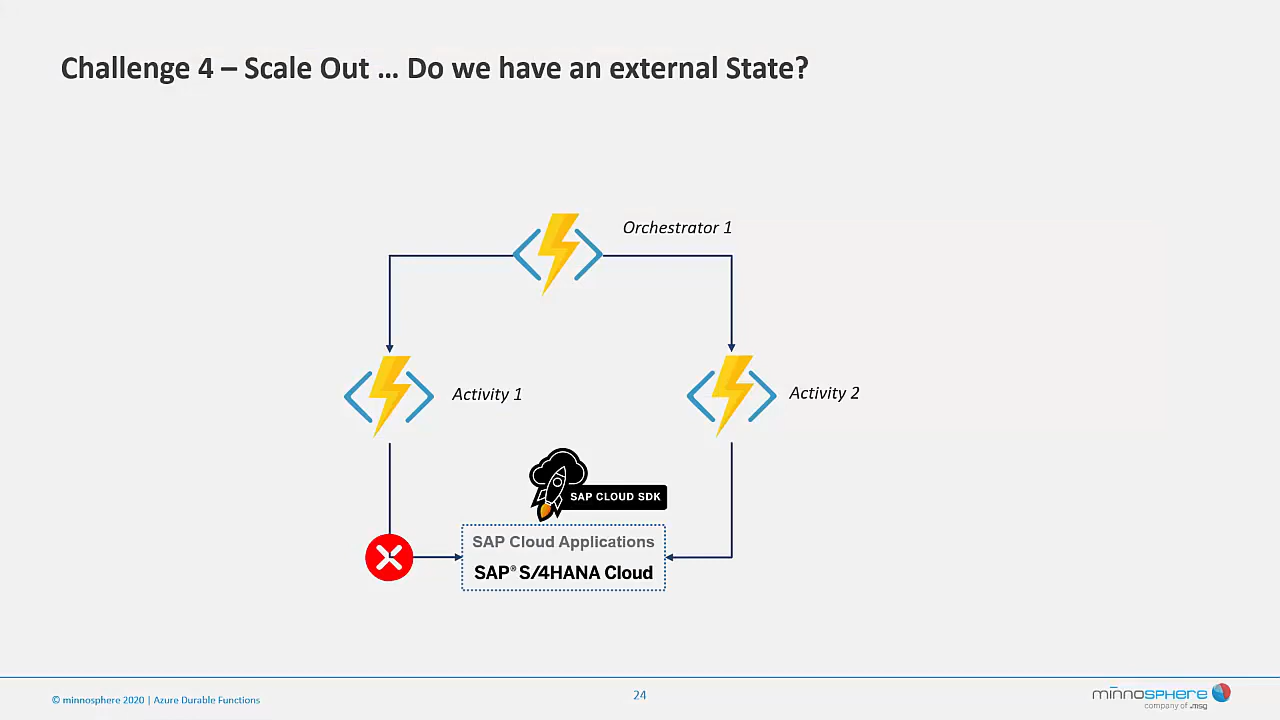 Challenge 4 – Scale Out … Do we have an external State?
Orchestrator 1
Activity 1
Activity 2
SAP CLOUD SDK
SAP Cloud Applications
SAP® S/4HANA Cloud
© minnosphere 2020 | Azure Durable Functions
24
minnosphere
company of .msg